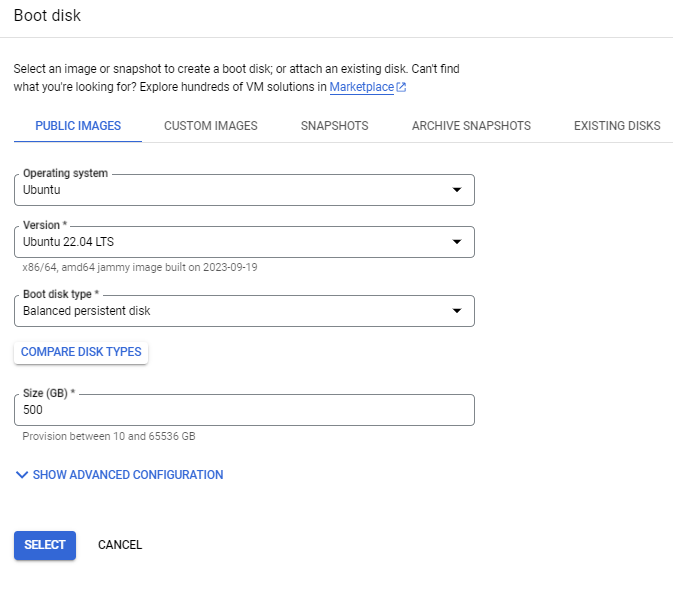 Boot disk
Select an image or snapshot to create a boot disk; or attach an existing disk. Can't find
what you're looking for? Explore hundreds of VM solutions in Marketplace
PUBLIC IMAGES CUSTOM IMAGES SNAPSHOTS ARCHIVE SNAPSHOTS EXISTING DISKS
Operating system
Ubuntu
Version *
Ubuntu 22.04 LTS
x86/64, amd64 jammy image built on 2023-09-19
Boot disk type *
Balanced persistent disk
COMPARE DISK TYPES
Size (GB) *
500
Provision between 10 and 65536 GB
SHOW ADVANCED CONFIGURATION
SELECT CANCEL